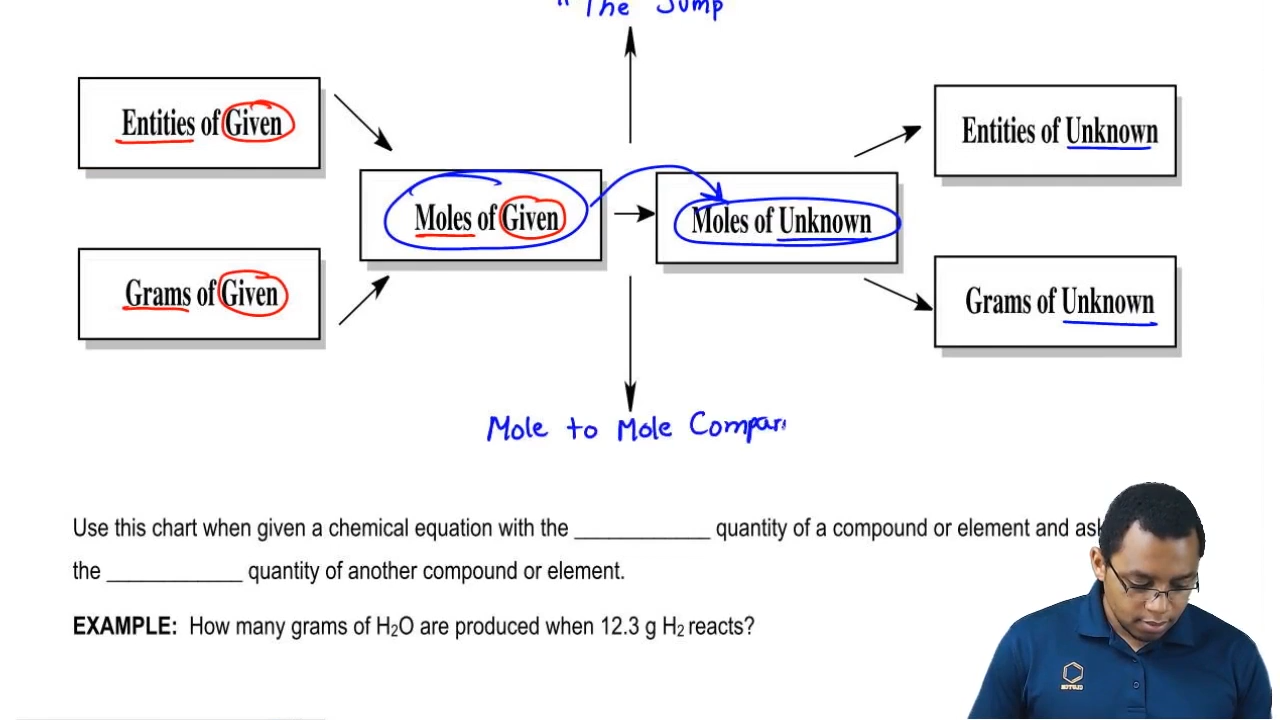 " The Jump
Entities of Given
Entities of Unknown
Moles of Given
Moles of Unknown
Grams of Given
Grams of Unknown
Mole to Mole Compari
Use this chart when given a chemical equation with the ____________ quantity of a compound or element and ask
the ____________ quantity of another compound or element.
EXAMPLE: How many grams of H₂O are produced when 12.3 g H₂ reacts?